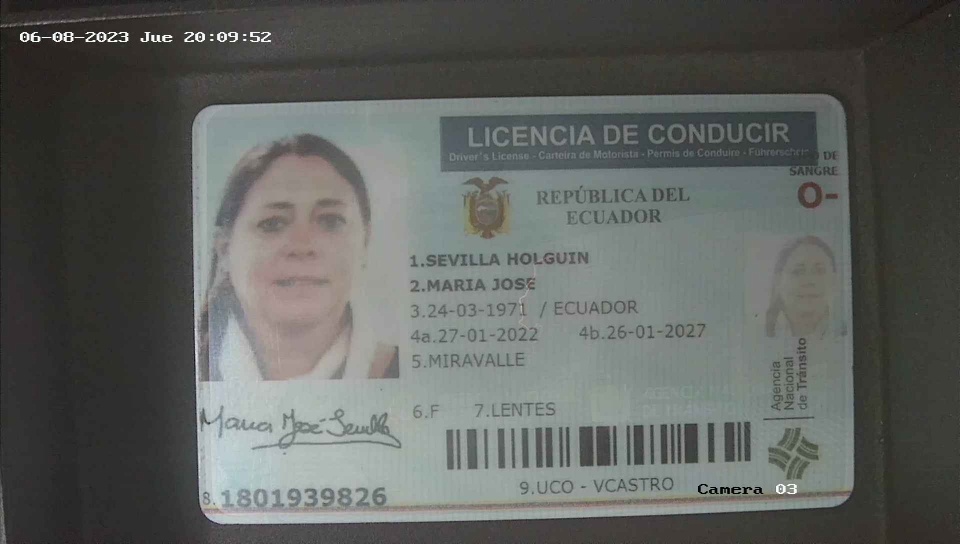 06-08-2023 Jue 20:09:52
LICENCIA DE CONDUCIR
Driver's License - Carteira de Motorista - Permis de Conduire -
DE
SANGRE
O-
REPÚBLICA DEL
ECUADOR
1.SEVILLA HOLGUIN
2.MARIA JOSE
3.24-03-1971 / ECUADOR
4a.27-01-2022 4b.26-01-2027
5.MIRAVALLE
6.F 7.LENTES
Agencia
Nacional
de Tránsito
Maria José Sevilla
8.1801939826
9.UCO - VCASTRO
Camera 03